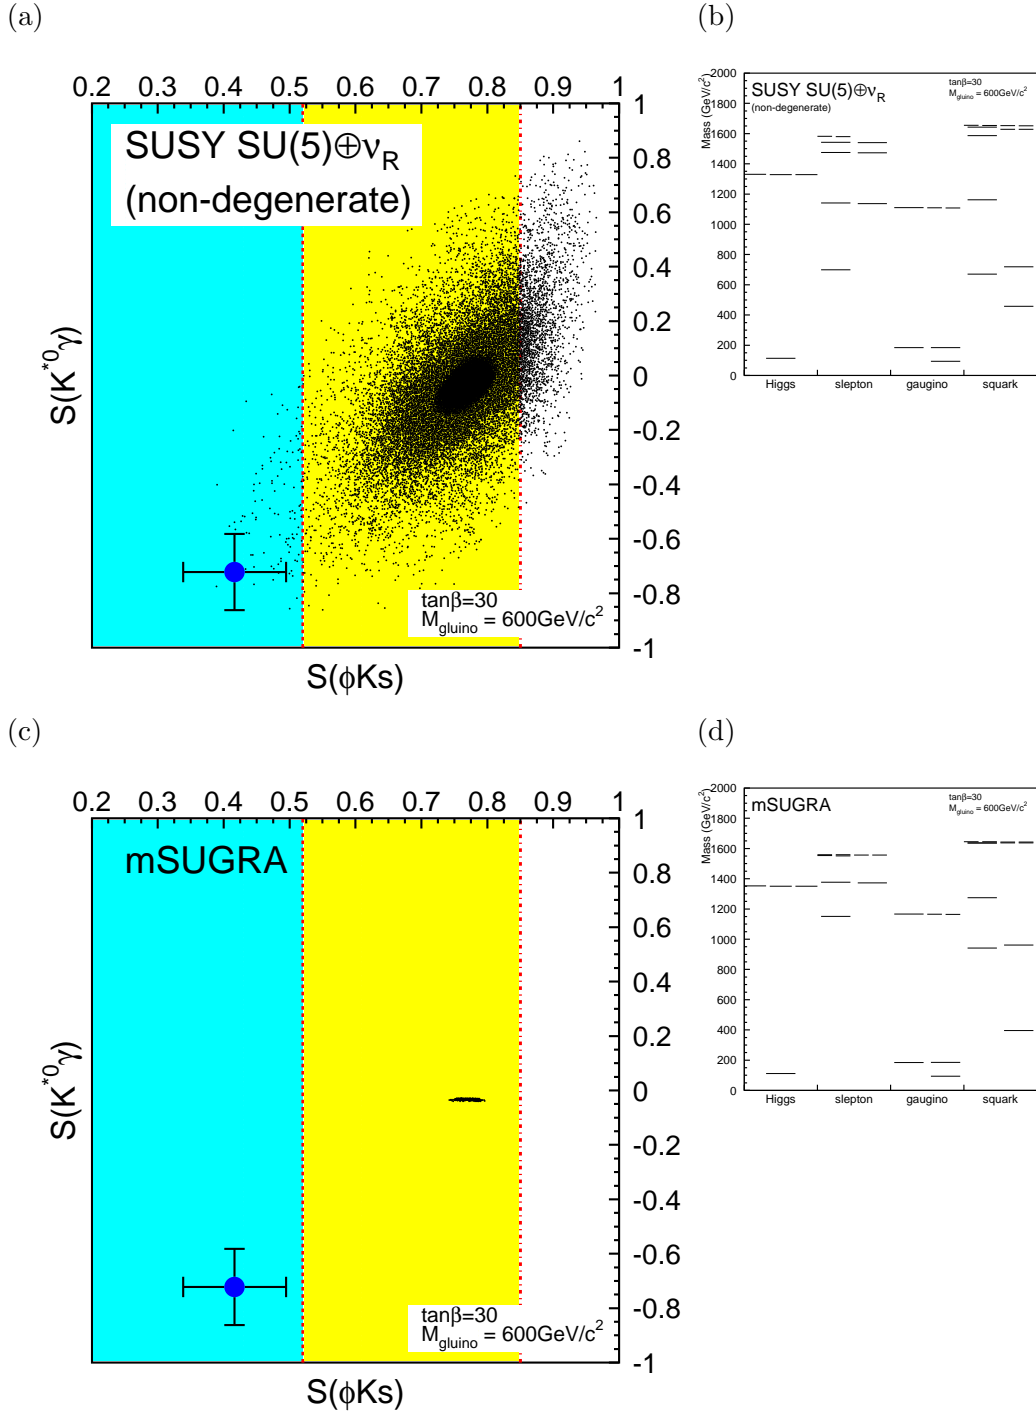 (a)
0.2 0.3 0.4 0.5 0.6 0.7 0.8 0.9 1
1
0.8
0.6
0.4
0.2
0
-0.2
-0.4
-0.6
-0.8
-1
SUSY SU(5)⊕νR
(non-degenerate)
tanβ=30
Mgluino = 600GeV/c²
S(K*0γ)
S(ϕKs)
(b)
2000
1800
1600
1400
1200
1000
800
600
400
200
0
Mass (GeV/c²)
SUSY SU(5)⊕νR
(non-degenerate)
tanβ=30
Mgluino = 600GeV/c²
Higgs slepton gaugino squark
(c)
0.2 0.3 0.4 0.5 0.6 0.7 0.8 0.9 1
1
0.8
0.6
0.4
0.2
0
-0.2
-0.4
-0.6
-0.8
-1
mSUGRA
tanβ=30
Mgluino = 600GeV/c²
S(K*0γ)
S(ϕKs)
(d)
2000
1800
1600
1400
1200
1000
800
600
400
200
0
Mass (GeV/c²)
mSUGRA
tanβ=30
Mgluino = 600GeV/c²
Higgs slepton gaugino squark